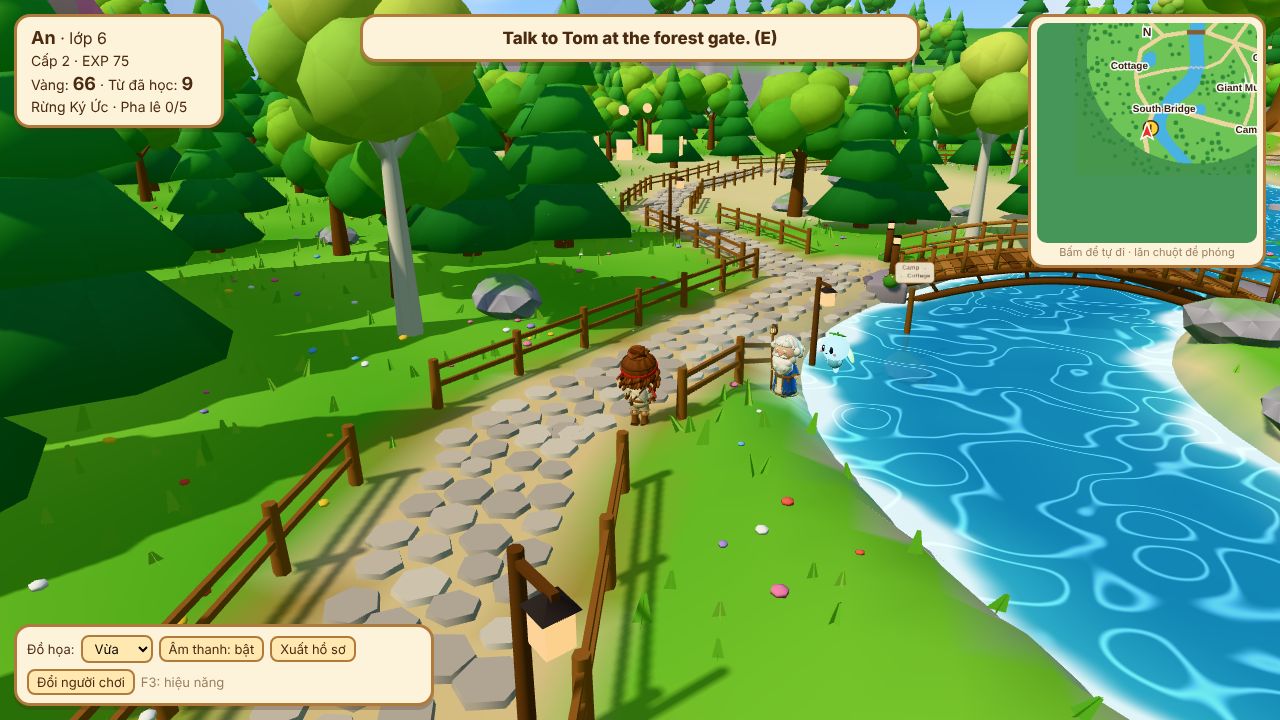 An · lớp 6
Cấp 2 · EXP 75
Vàng: 66 · Từ đã học: 9
Rừng Ký Ức · Pha lê 0/5
Talk to Tom at the forest gate. (E)
N
Cottage
Giant Mu
South Bridge
Cam
Bấm để tự đi · lăn chuột để phóng
Camp →
← Cottage
Đồ họa: Vừa Âm thanh: bật Xuất hồ sơ
Đổi người chơi F3: hiệu năng